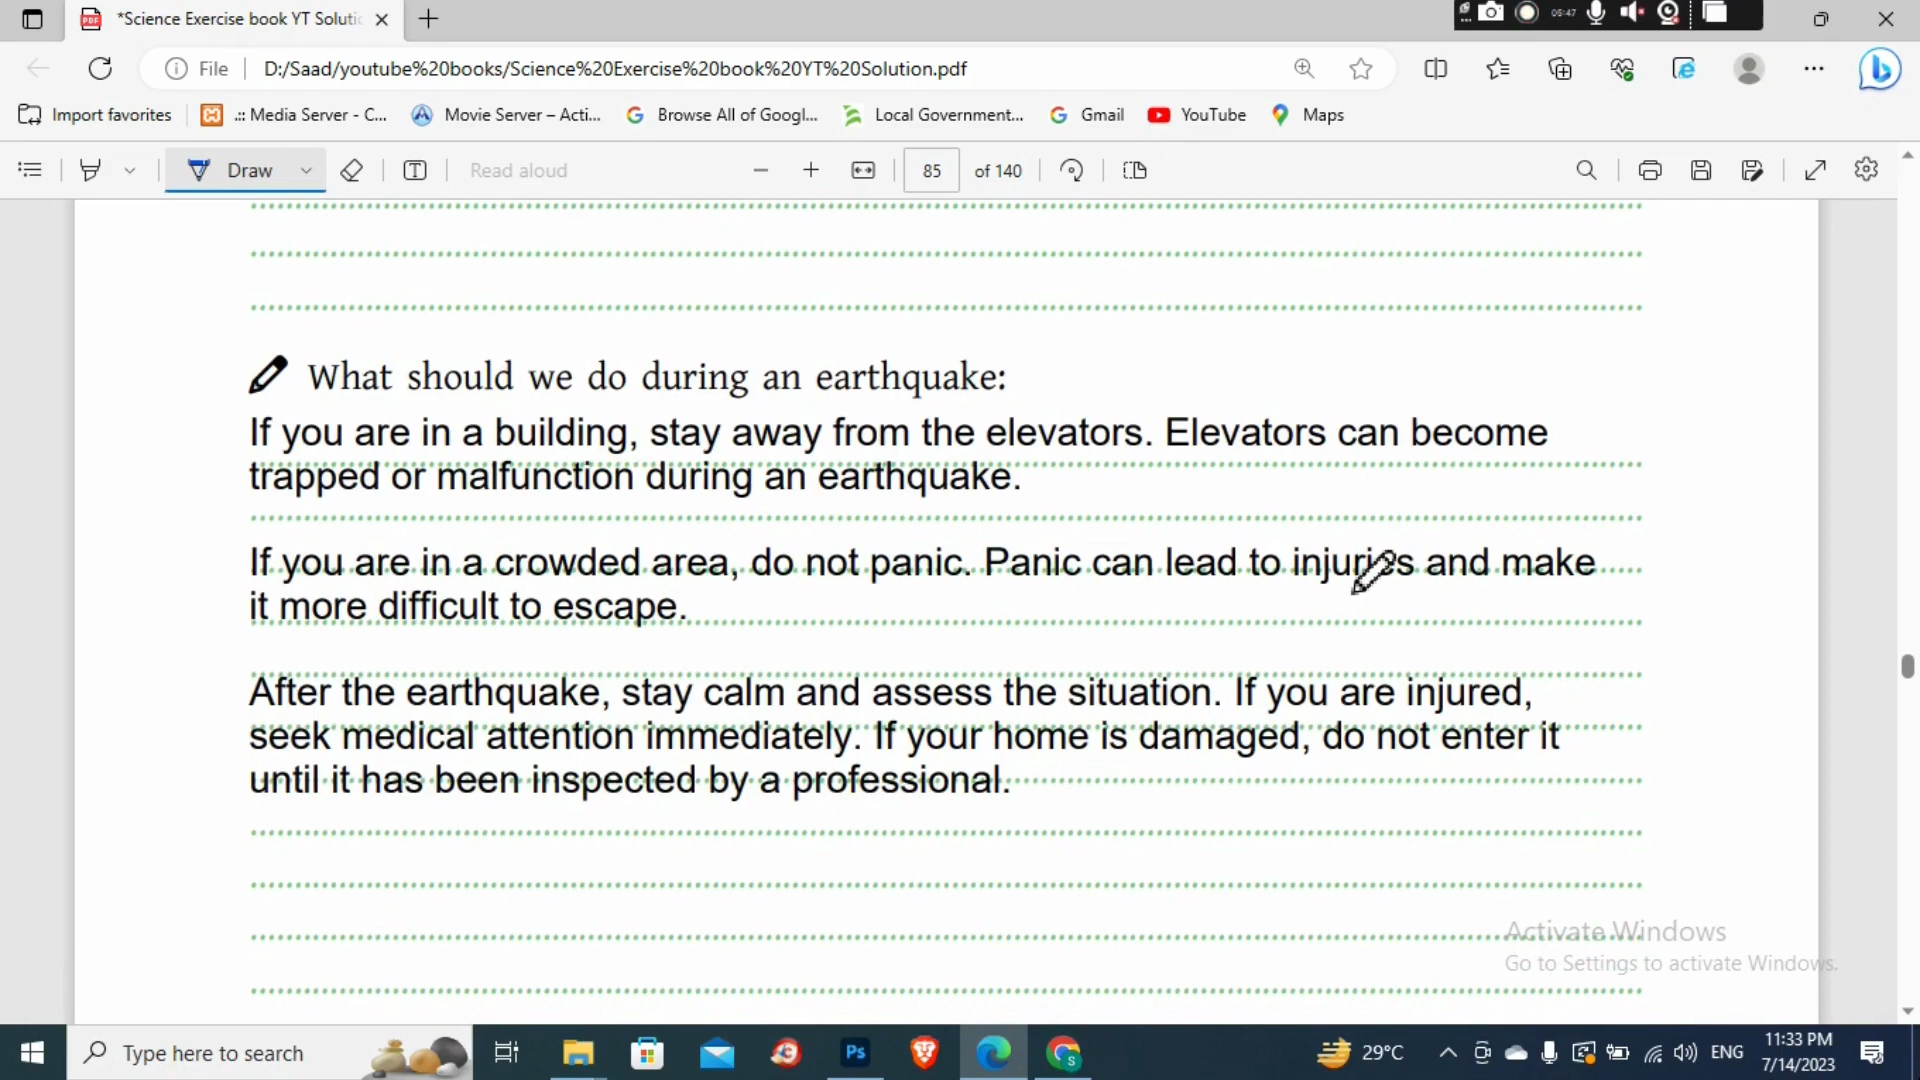 *Science Exercise book YT Soluti
05:47
File
D:/Saad/youtube%20books/Science%20Exercise%20book%20YT%20Solution.pdf
Import favorites
.:: Media Server - C...
Movie Server – Acti...
Browse All of Googl...
Local Government...
Gmail
YouTube
Maps
Draw
Read aloud
85
of 140
What should we do during an earthquake:
If you are in a building, stay away from the elevators. Elevators can become
trapped or malfunction during an earthquake.
If you are in a crowded area, do not panic. Panic can lead to injuries and make
it more difficult to escape.
After the earthquake, stay calm and assess the situation. If you are injured,
seek medical attention immediately. If your home is damaged, do not enter it
until it has been inspected by a professional.
Activate Windows
Go to Settings to activate Windows.
Type here to search
Ps
S
29°C
ENG
11:33 PM
7/14/2023